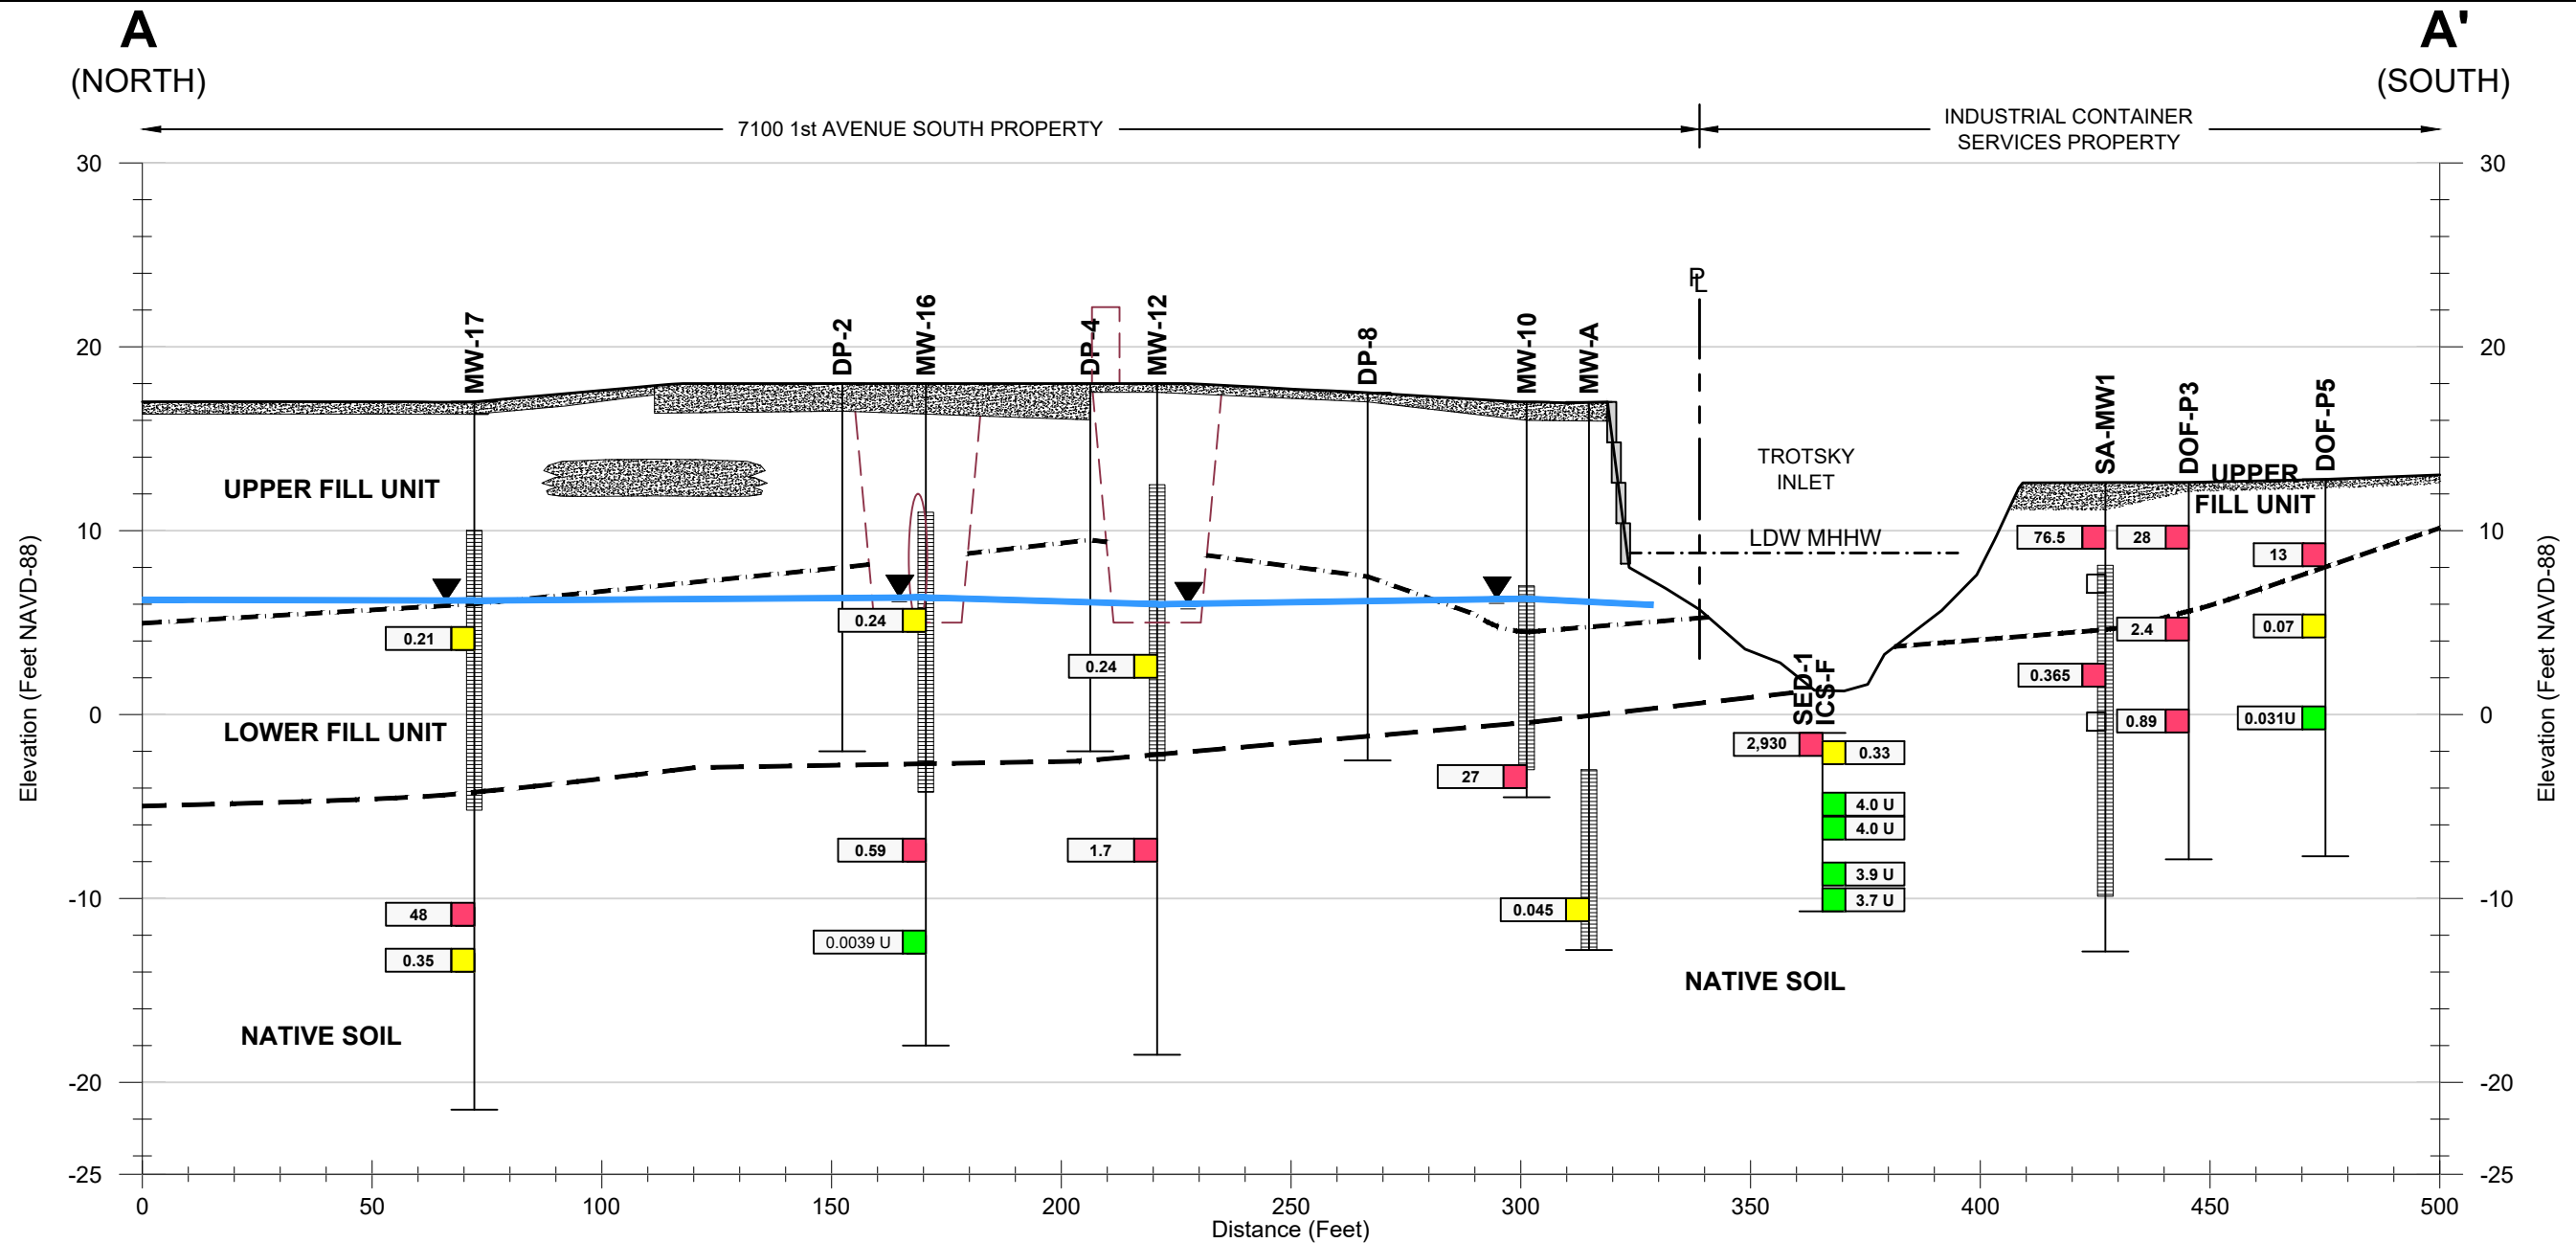 A
A'
(NORTH)
(SOUTH)
7100 1st AVENUE SOUTH PROPERTY
INDUSTRIAL CONTAINER
SERVICES PROPERTY
30
30
PL
MW-17
DP-2
MW-16
DP-4
MW-12
DP-8
MW-10
MW-A
SA-MW1
DOF-P3
DOF-P5
20
20
TROTSKY
INLET
UPPER FILL UNIT
UPPER
FILL UNIT
10
10
LDW MHHW
76.5
28
13
0.21
0.24
0.24
2.4
0.07
0.365
SED-1
ICS-F
0
0
LOWER FILL UNIT
0.89
0.031U
2,930
0.33
27
4.0 U
4.0 U
0.59
1.7
3.9 U
3.7 U
-10
-10
48
0.045
0.0039 U
0.35
NATIVE SOIL
NATIVE SOIL
-20
-20
-25
-25
Elevation (Feet NAVD-88)
Elevation (Feet NAVD-88)
0
50
100
150
200
250
300
350
400
450
500
Distance (Feet)